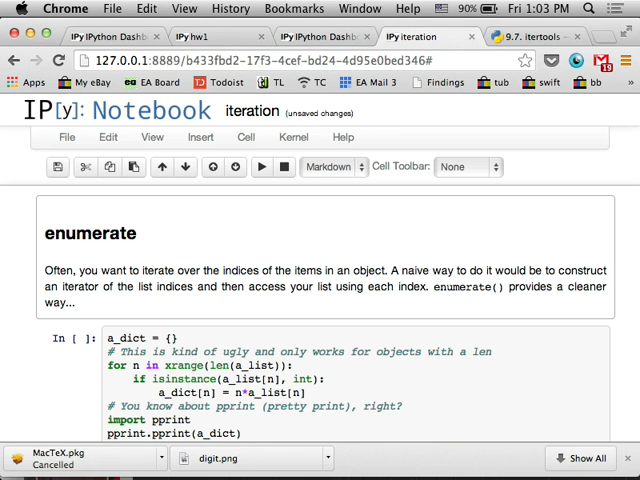 Chrome File Edit View History Bookmarks Window Help 90% Fri 1:03 PM
IPy IPython Dashb IPy hw1 IPy IPython Dashb IPy iteration 9.7. itertools –
127.0.0.1:8889/b433fbd2-17f3-4cef-bd24-4d95e0bed346# 19
Apps My eBay ea EA Board Todoist TL TC EA Mail 3 Findings tub swift bb
IP[y]: Notebook iteration (unsaved changes)
File Edit View Insert Cell Kernel Help
Markdown Cell Toolbar: None
enumerate
Often, you want to iterate over the indices of the items in an object. A naive way to do it would be to construct
an iterator of the list indices and then access your list using each index. enumerate() provides a cleaner
way...
In [ ]: a_dict = {}
# This is kind of ugly and only works for objects with a len
for n in xrange(len(a_list)):
if isinstance(a_list[n], int):
a_dict[n] = n*a_list[n]
# You know about pprint (pretty print), right?
import pprint
pprint.pprint(a_dict)
MacTeX.pkg
Cancelled
digit.png
Show All